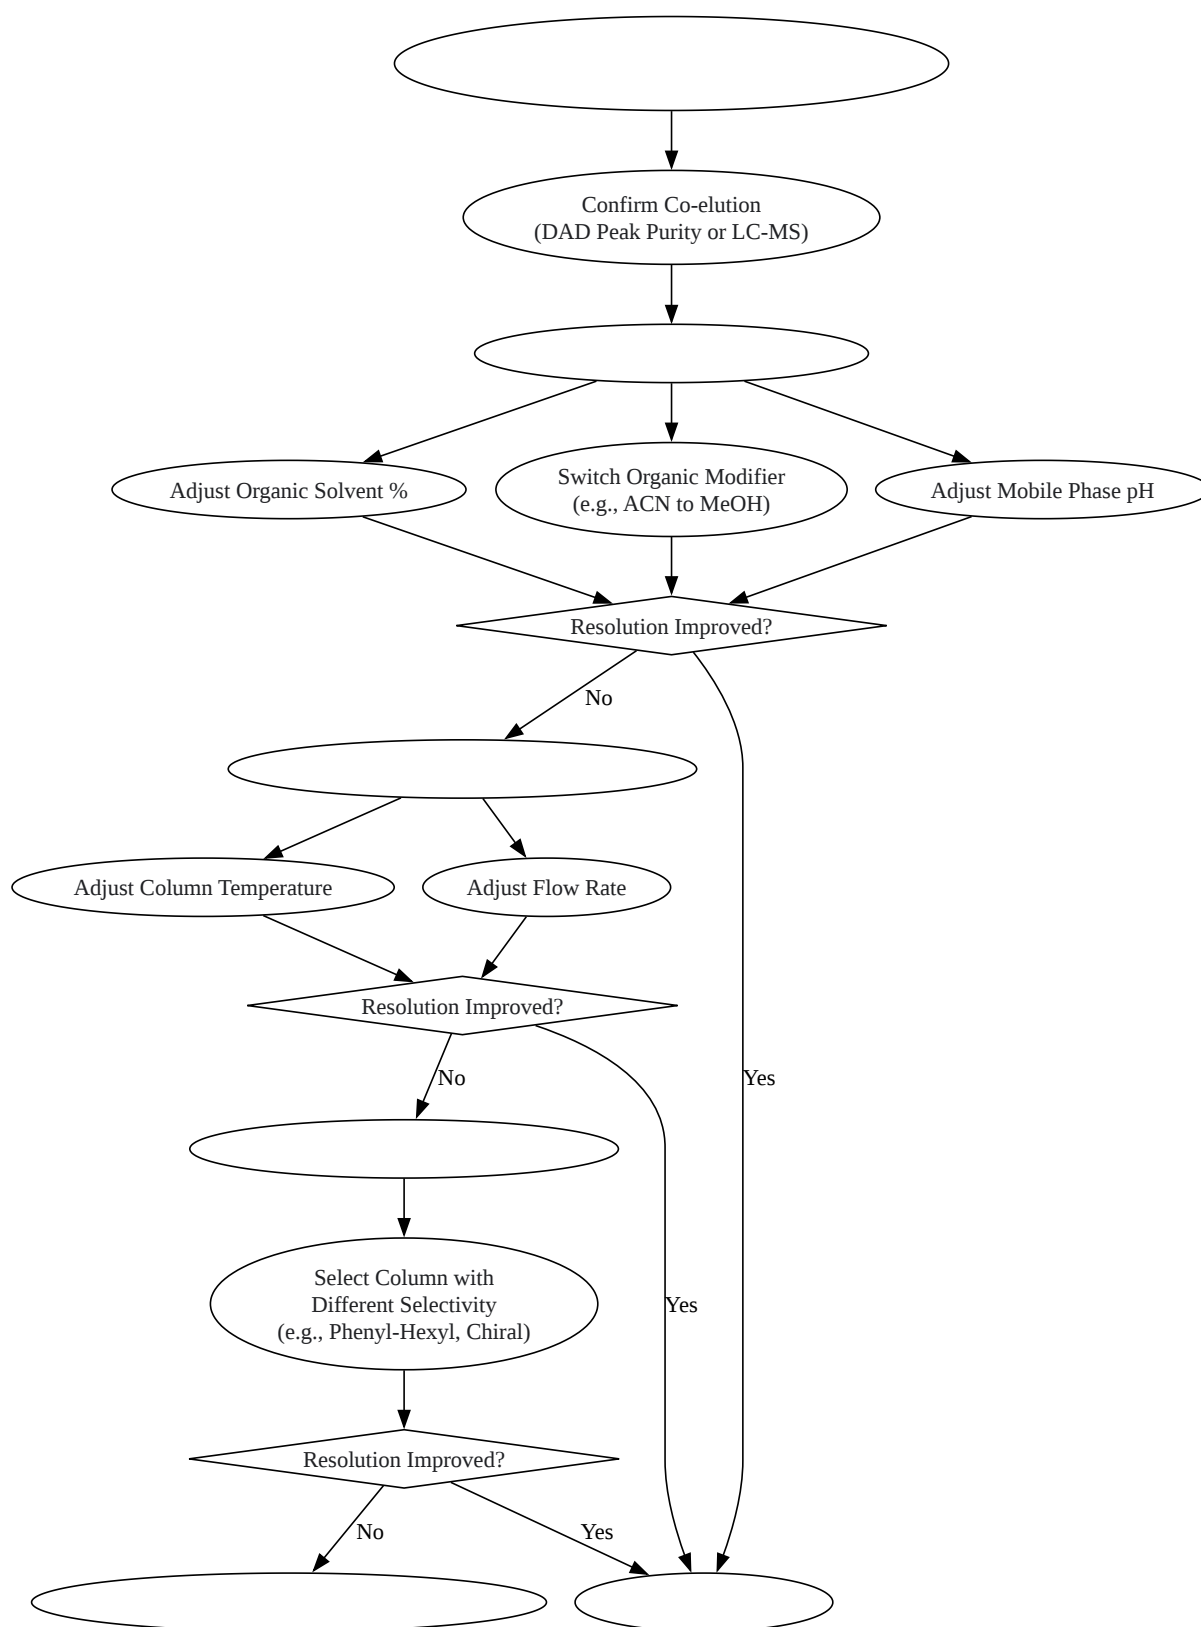 Confirm Co-elution
(DAD Peak Purity or LC-MS)
Adjust Organic Solvent %
Switch Organic Modifier
(e.g., ACN to MeOH)
Adjust Mobile Phase pH
Resolution Improved?
No
Adjust Column Temperature
Adjust Flow Rate
Resolution Improved?
No
Yes
Select Column with
Different Selectivity
(e.g., Phenyl-Hexyl, Chiral)
Yes
Resolution Improved?
No
Yes